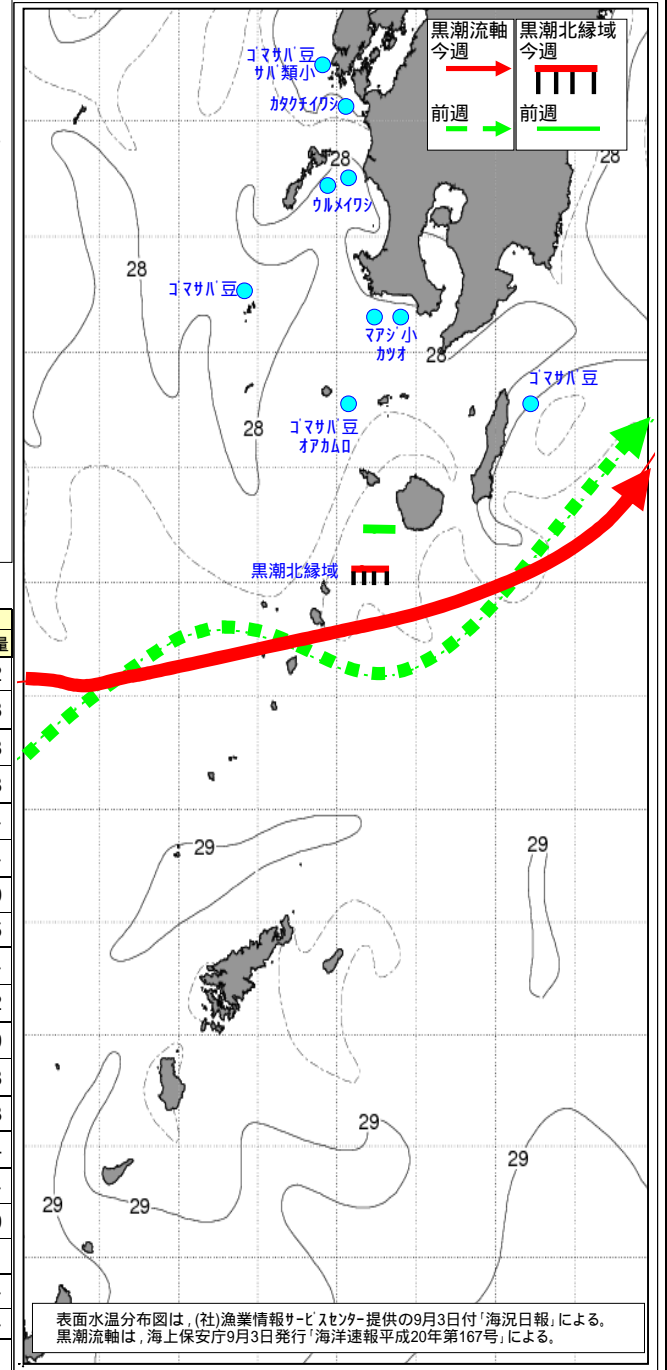 黒潮流軸
今週
前週
黒潮北縁域
今週
前週
ｺﾞﾏｻﾊﾞ豆
ｻﾊﾞ類小
ｶﾀｸﾁｲﾜｼ
28
28
ｳﾙﾒｲﾜｼ
28
ｺﾞﾏｻﾊﾞ豆
ﾏｱｼﾞ小
ｶﾂｵ
28
ｺﾞﾏｻﾊﾞ豆
28
ｺﾞﾏｻﾊﾞ豆
ｵｱｶﾑﾛ
黒潮北縁域
量
29
29
29
29
29
29
表面水温分布図は，(社)漁業情報ｻｰﾋﾞｽｾﾝﾀｰ提供の9月3日付「海況日報」による。
黒潮流軸は，海上保安庁9月3日発行「海洋速報平成20年第167号」による。